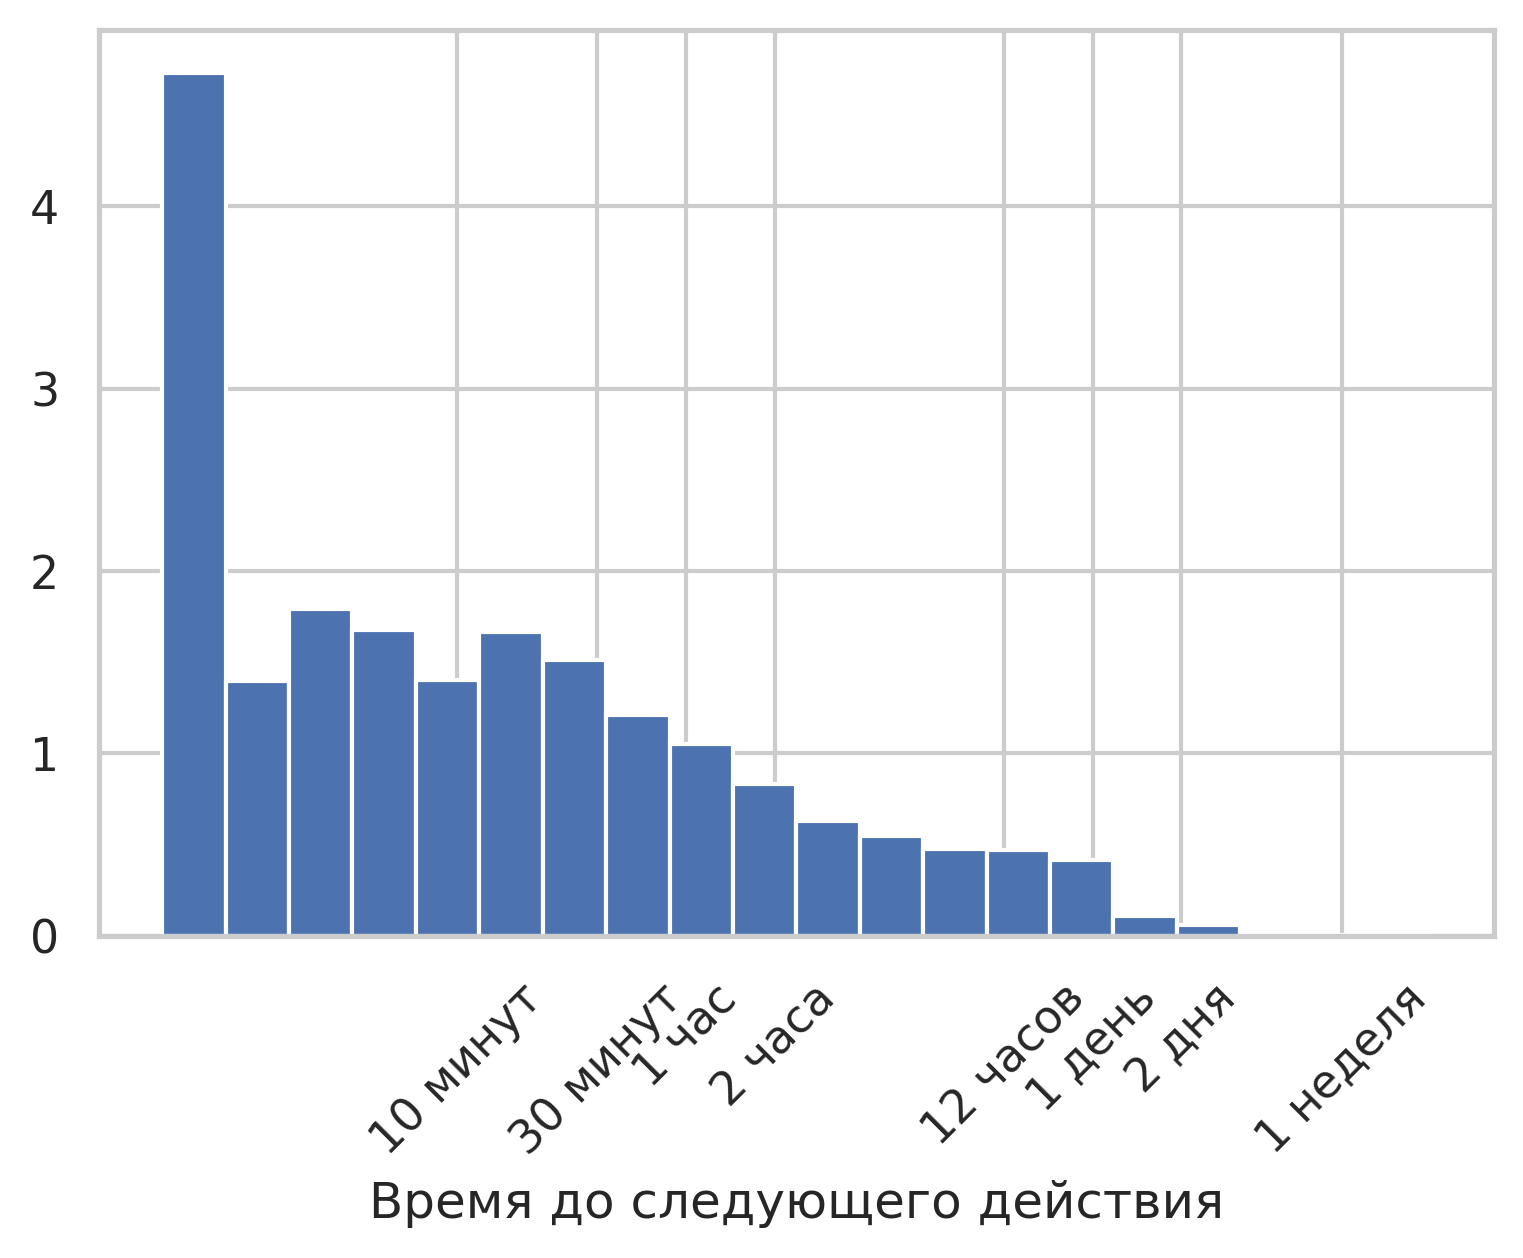 4
3
2
1
0
10 минут
30 минут
1 час
2 часа
12 часов
1 день
2 дня
1 неделя
Время до следующего действия